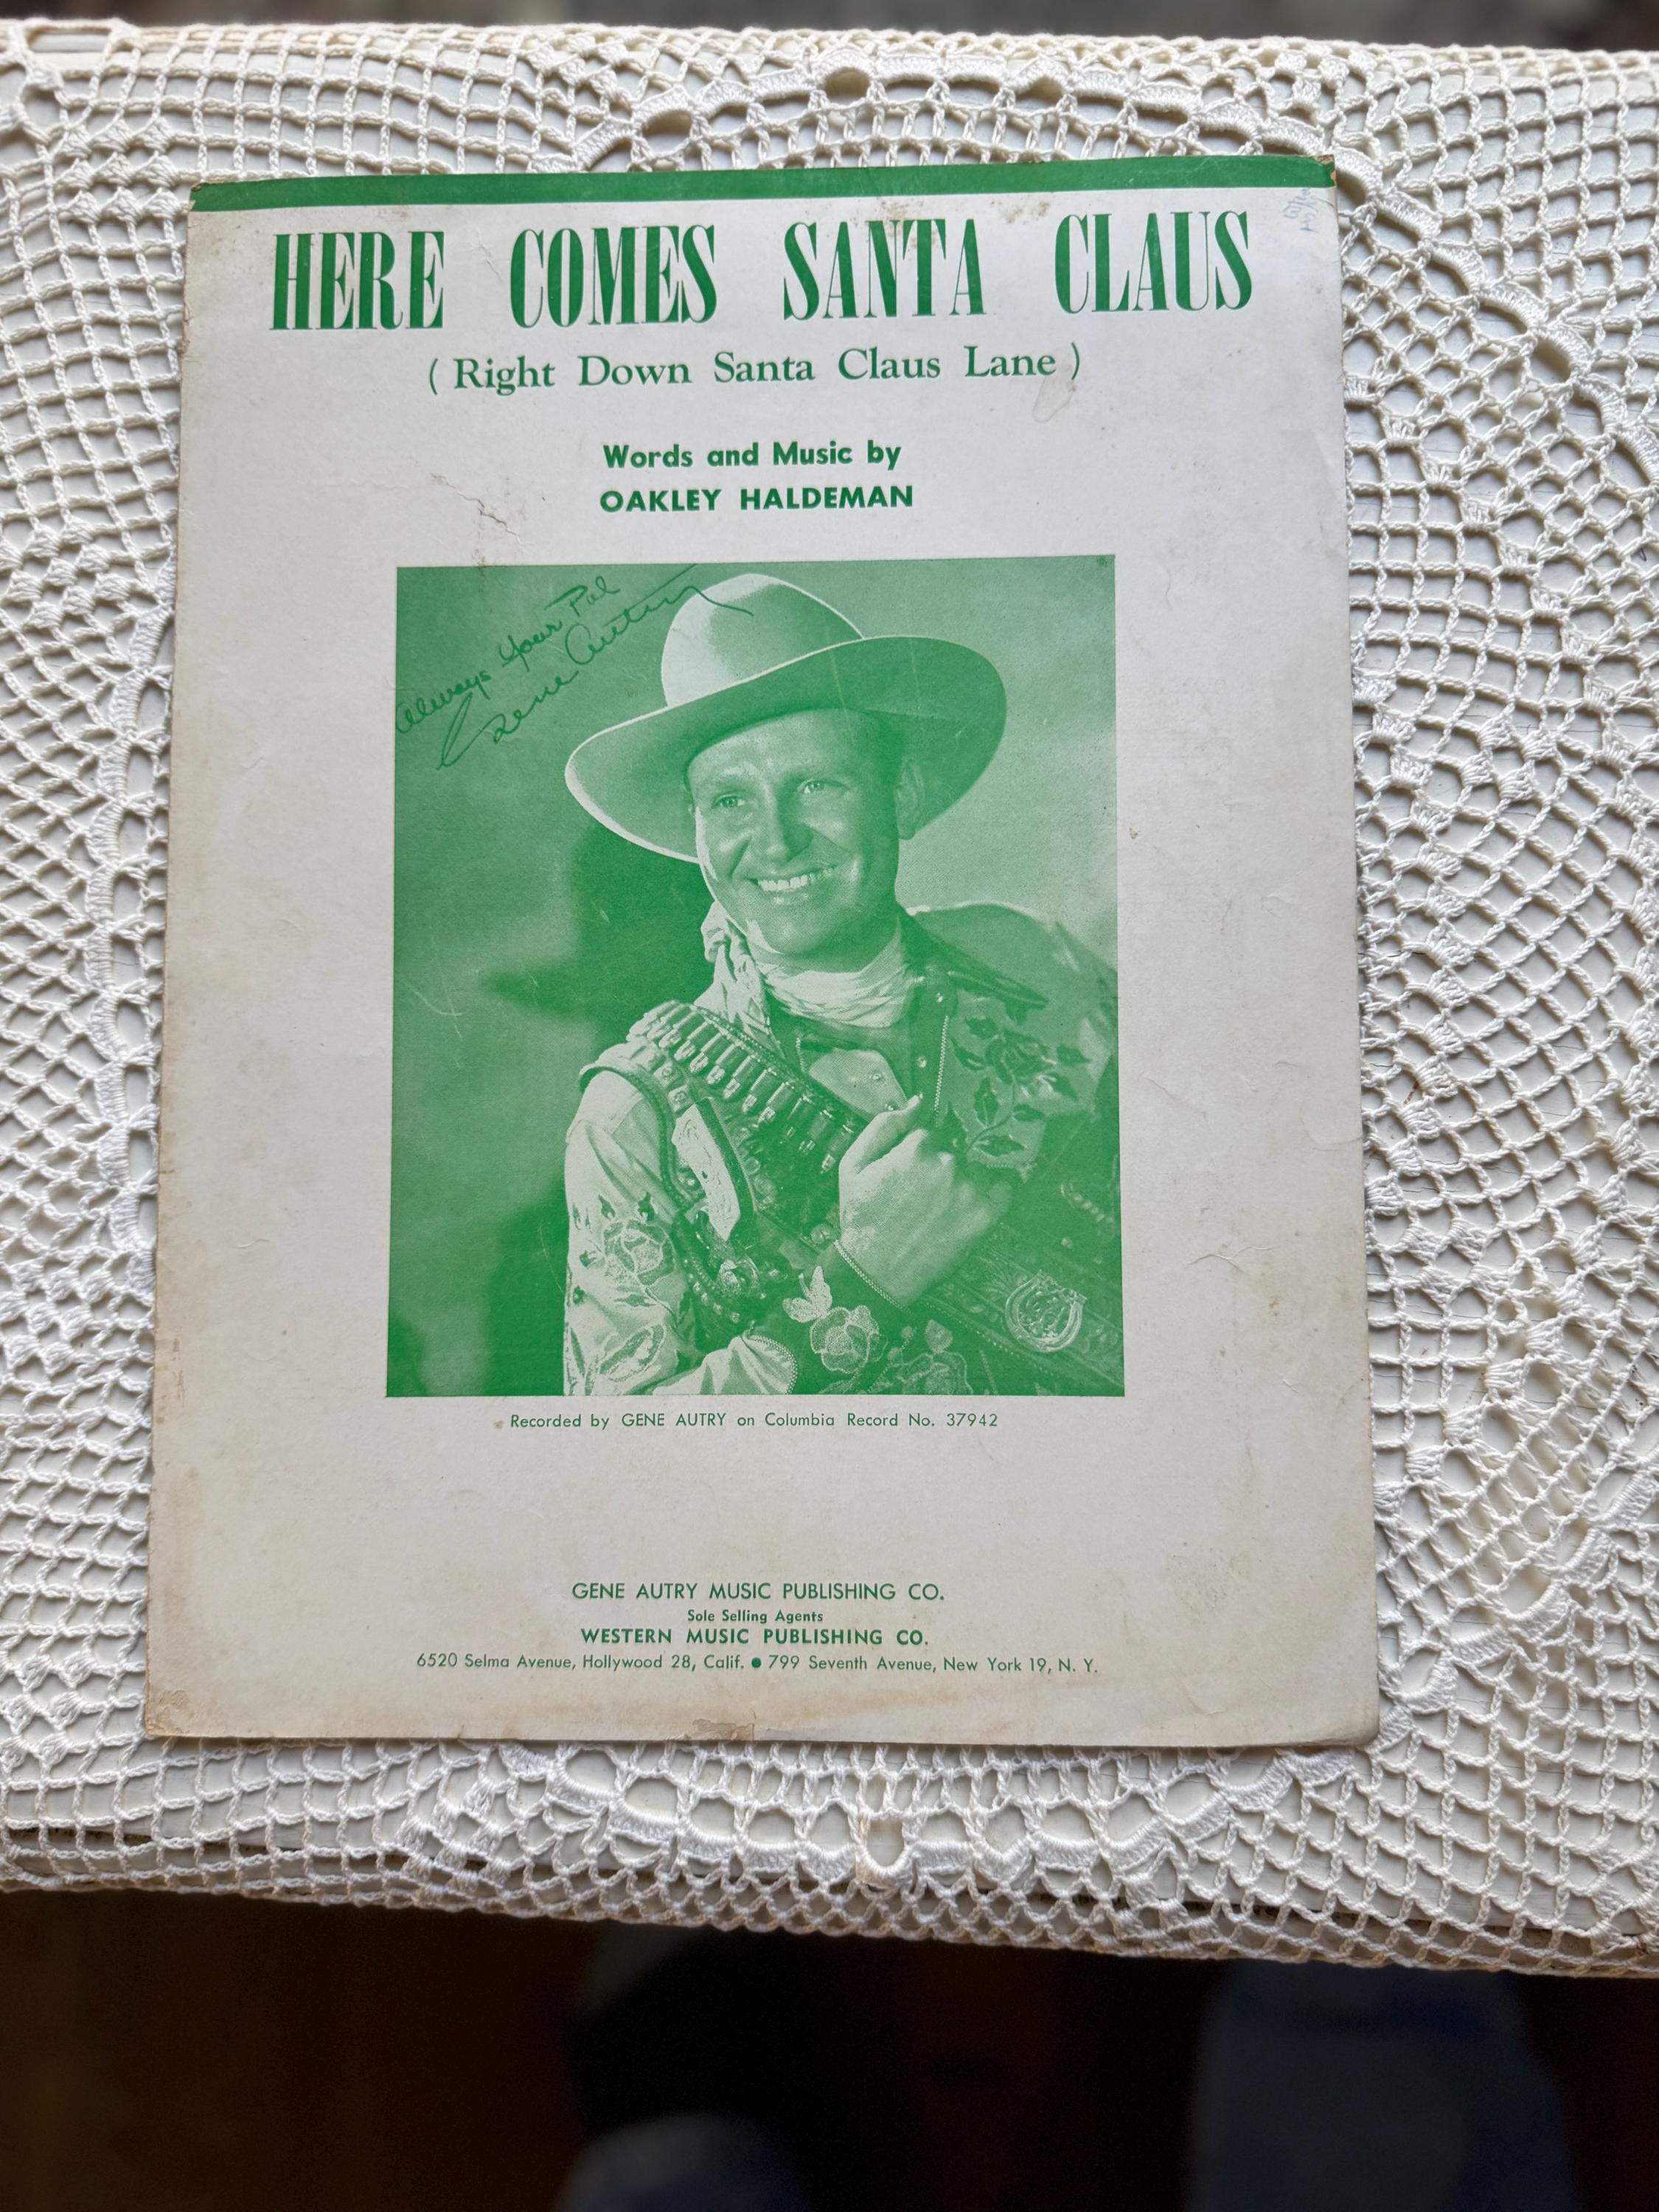 HERE COMES SANTA CLAUS
( Right Down Santa Claus Lane )
Words and Music by
OAKLEY HALDEMAN
Always Your Pal
Gene Autry
Recorded by GENE AUTRY on Columbia Record No. 37942
GENE AUTRY MUSIC PUBLISHING CO.
Sole Selling Agents
WESTERN MUSIC PUBLISHING CO.
6520 Selma Avenue, Hollywood 28, Calif. ● 799 Seventh Avenue, New York 19, N. Y.